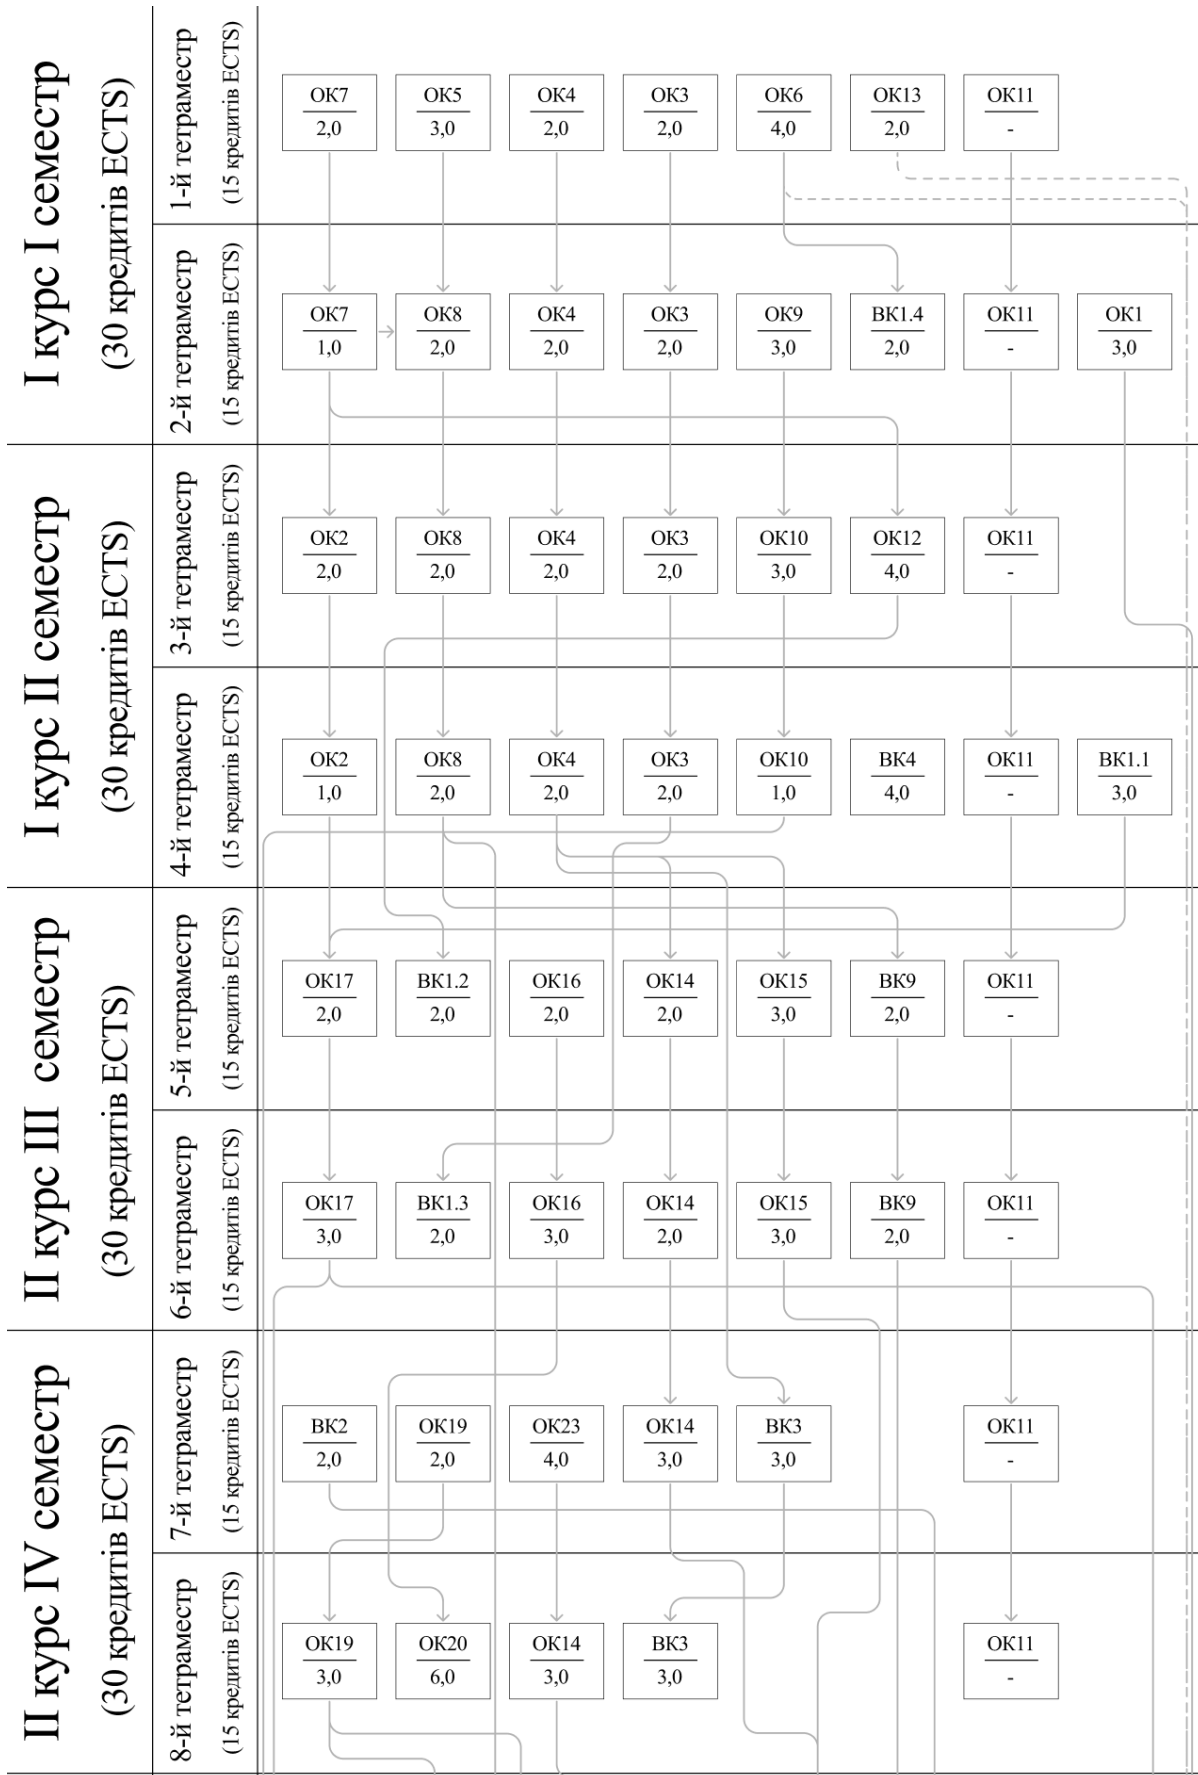 I курс I семестр
(30 кредитів ECTS)
1-й тетраместр
(15 кредитів ECTS)
ОК7
2,0
ОК5
3,0
ОК4
2,0
ОК3
2,0
ОК6
4,0
ОК13
2,0
ОК11
-
2-й тетраместр
(15 кредитів ECTS)
ОК7
1,0
ОК8
2,0
ОК4
2,0
ОК3
2,0
ОК9
3,0
ВК1.4
2,0
ОК11
-
ОК1
3,0
I курс II семестр
(30 кредитів ECTS)
3-й тетраместр
(15 кредитів ECTS)
ОК2
2,0
ОК8
2,0
ОК4
2,0
ОК3
2,0
ОК10
3,0
ОК12
4,0
ОК11
-
4-й тетраместр
(15 кредитів ECTS)
ОК2
1,0
ОК8
2,0
ОК4
2,0
ОК3
2,0
ОК10
1,0
ВК4
4,0
ОК11
-
ВК1.1
3,0
II курс III семестр
(30 кредитів ECTS)
5-й тетраместр
(15 кредитів ECTS)
ОК17
2,0
ВК1.2
2,0
ОК16
2,0
ОК14
2,0
ОК15
3,0
ВК9
2,0
ОК11
-
6-й тетраместр
(15 кредитів ECTS)
ОК17
3,0
ВК1.3
2,0
ОК16
3,0
ОК14
2,0
ОК15
3,0
ВК9
2,0
ОК11
-
II курс IV семестр
(30 кредитів ECTS)
7-й тетраместр
(15 кредитів ECTS)
ВК2
2,0
ОК19
2,0
ОК23
4,0
ОК14
3,0
ВК3
3,0
ОК11
-
8-й тетраместр
(15 кредитів ECTS)
ОК19
3,0
ОК20
6,0
ОК14
3,0
ВК3
3,0
ОК11
-